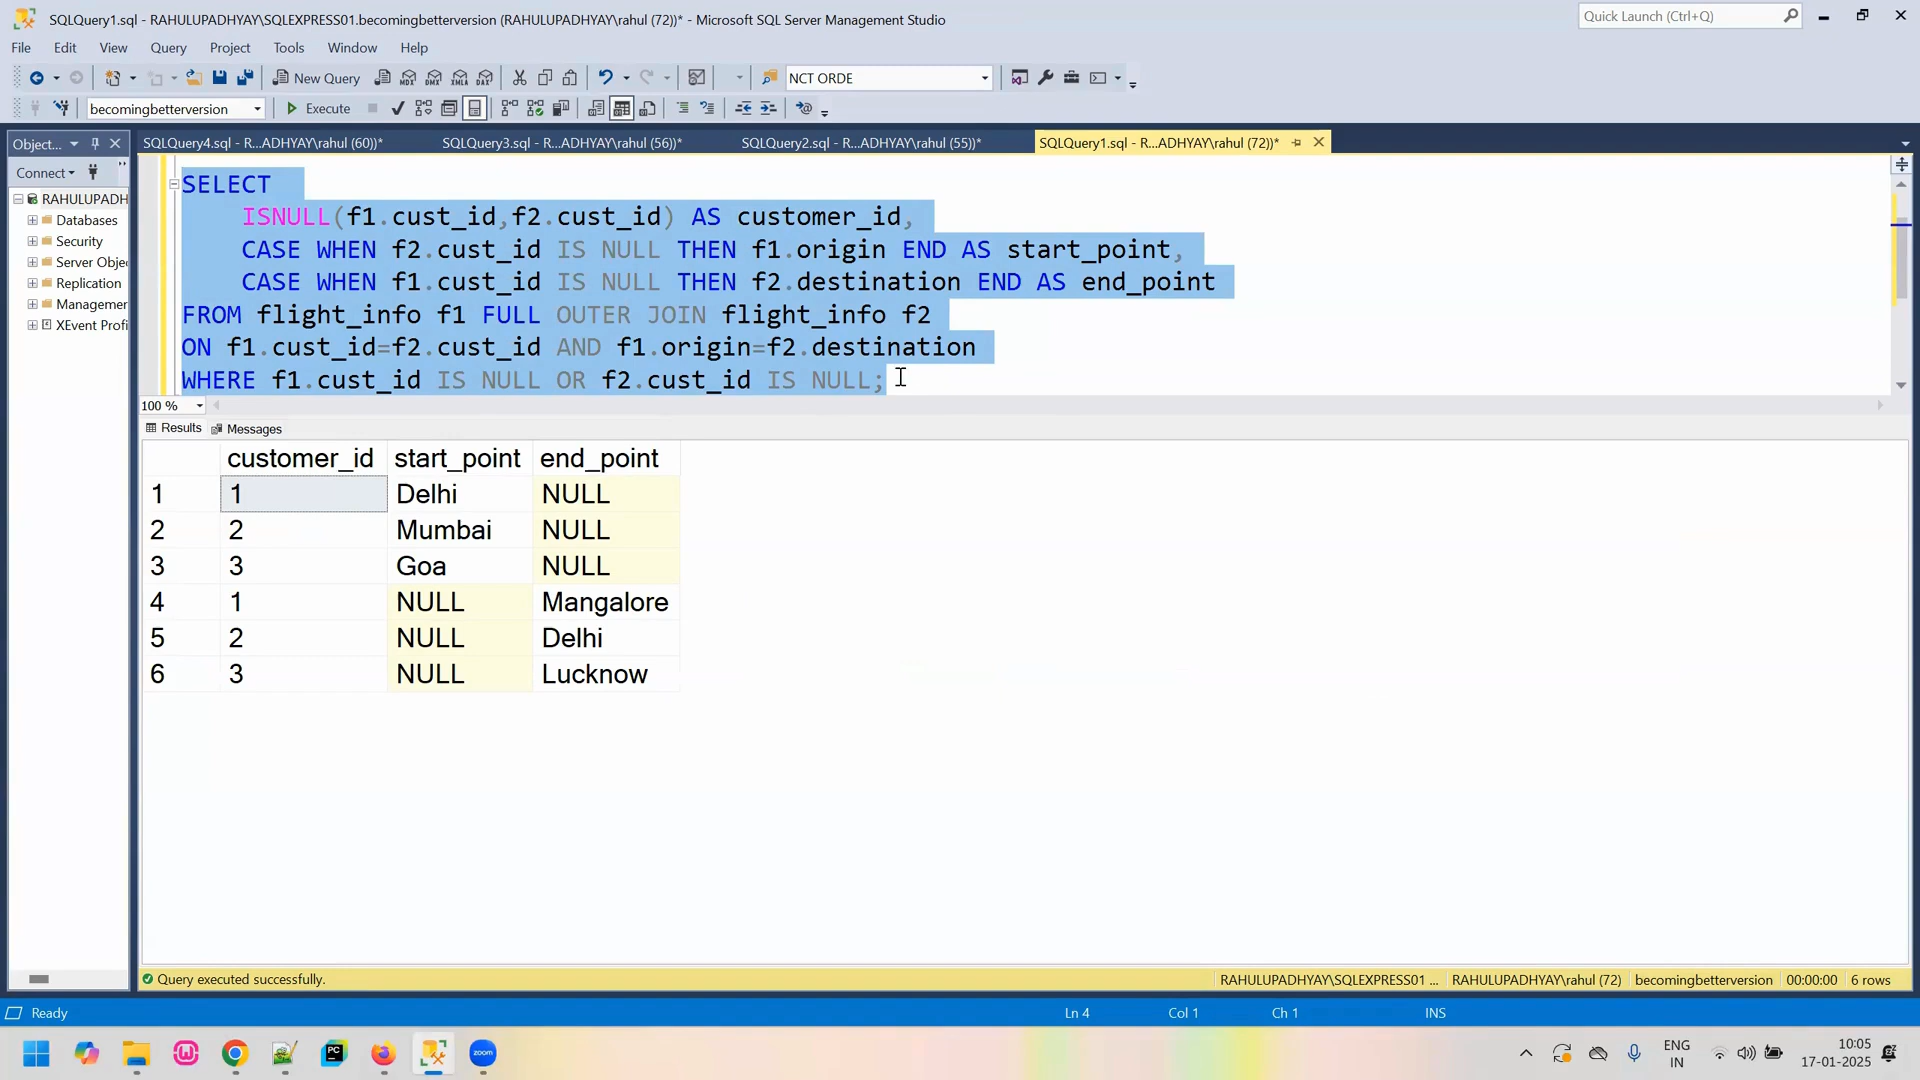 SQLQuery1.sql - RAHULUPADHYAY\SQLEXPRESS01.becomingbetterversion (RAHULUPADHYAY\rahul (72))* - Microsoft SQL Server Management Studio
Quick Launch (Ctrl+Q)
File Edit View Query Project Tools Window Help
New Query
NCT ORDE
becomingbetterversion
Execute
Object...
SQLQuery4.sql - R...ADHYAY\rahul (60))*
SQLQuery3.sql - R...ADHYAY\rahul (56))*
SQLQuery2.sql - R...ADHYAY\rahul (55))*
SQLQuery1.sql - R...ADHYAY\rahul (72))*
Connect
RAHULUPADH
Databases
Security
Server Obje
Replication
Managemer
XEvent Profi
SELECT
ISNULL(f1.cust_id,f2.cust_id) AS customer_id,
CASE WHEN f2.cust_id IS NULL THEN f1.origin END AS start_point,
CASE WHEN f1.cust_id IS NULL THEN f2.destination END AS end_point
FROM flight_info f1 FULL OUTER JOIN flight_info f2
ON f1.cust_id=f2.cust_id AND f1.origin=f2.destination
WHERE f1.cust_id IS NULL OR f2.cust_id IS NULL;
100 %
Results Messages
customer_id start_point end_point
1 1 Delhi NULL
2 2 Mumbai NULL
3 3 Goa NULL
4 1 NULL Mangalore
5 2 NULL Delhi
6 3 NULL Lucknow
Query executed successfully.
RAHULUPADHYAY\SQLEXPRESS01 ... RAHULUPADHYAY\rahul (72) becomingbetterversion 00:00:00 6 rows
Ready Ln 4 Col 1 Ch 1 INS
PC
zoom
ENG
IN
10:05
17-01-2025